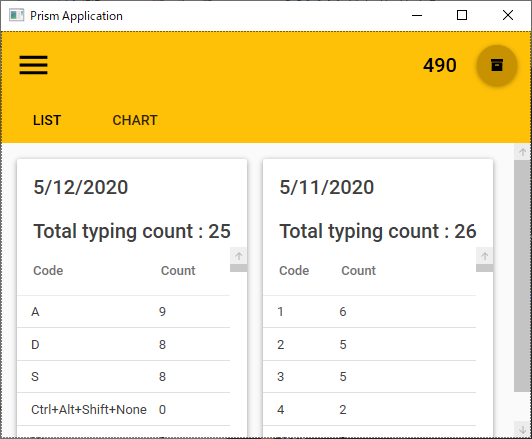 Prism Application
490
LIST CHART
5/12/2020
Total typing count : 25
Code Count
A 9
D 8
S 8
Ctrl+Alt+Shift+None 0
5/11/2020
Total typing count : 26
Code Count
1 6
2 5
3 5
4 2